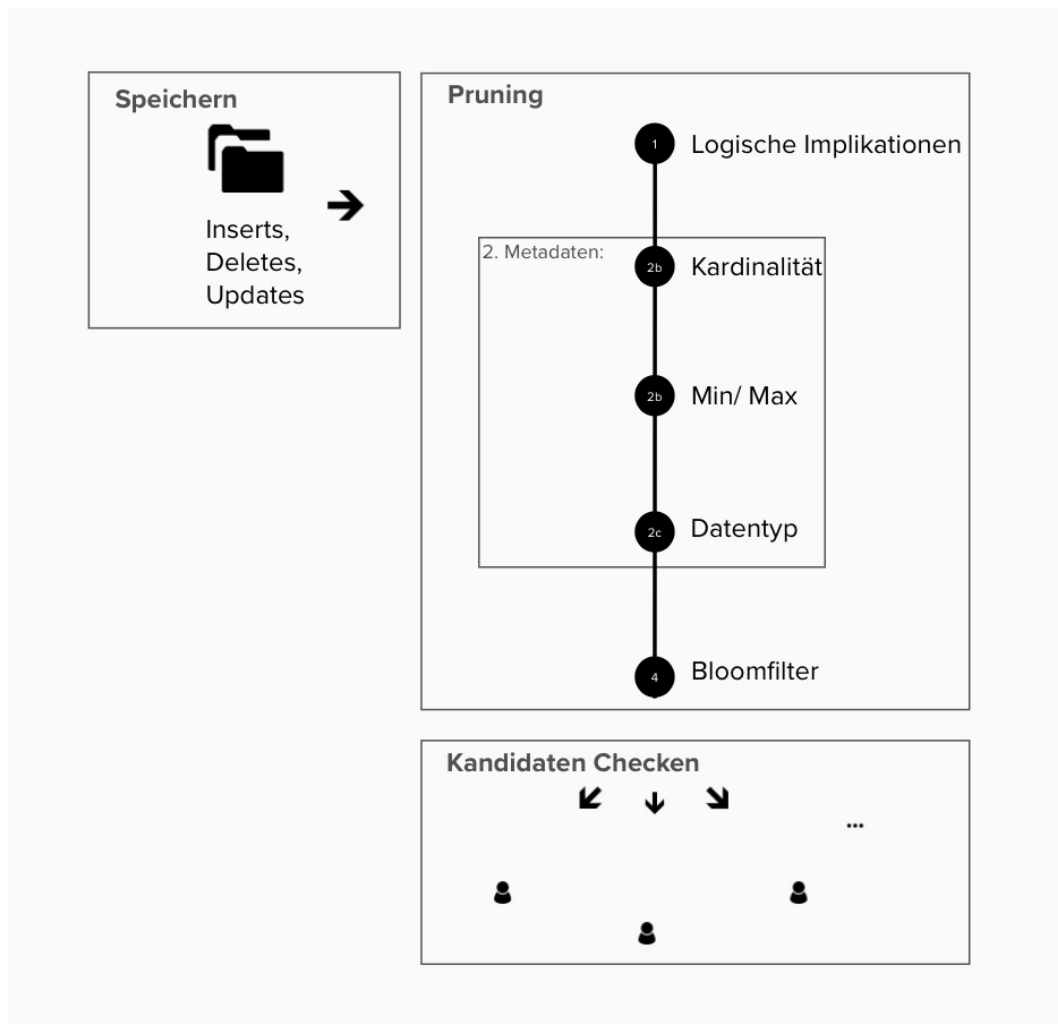 Speichern
Inserts,
Deletes,
Updates
Pruning
1
Logische Implikationen
2. Metadaten:
2b
Kardinalität
2b
Min/ Max
2c
Datentyp
4
Bloomfilter
Kandidaten Checken
...